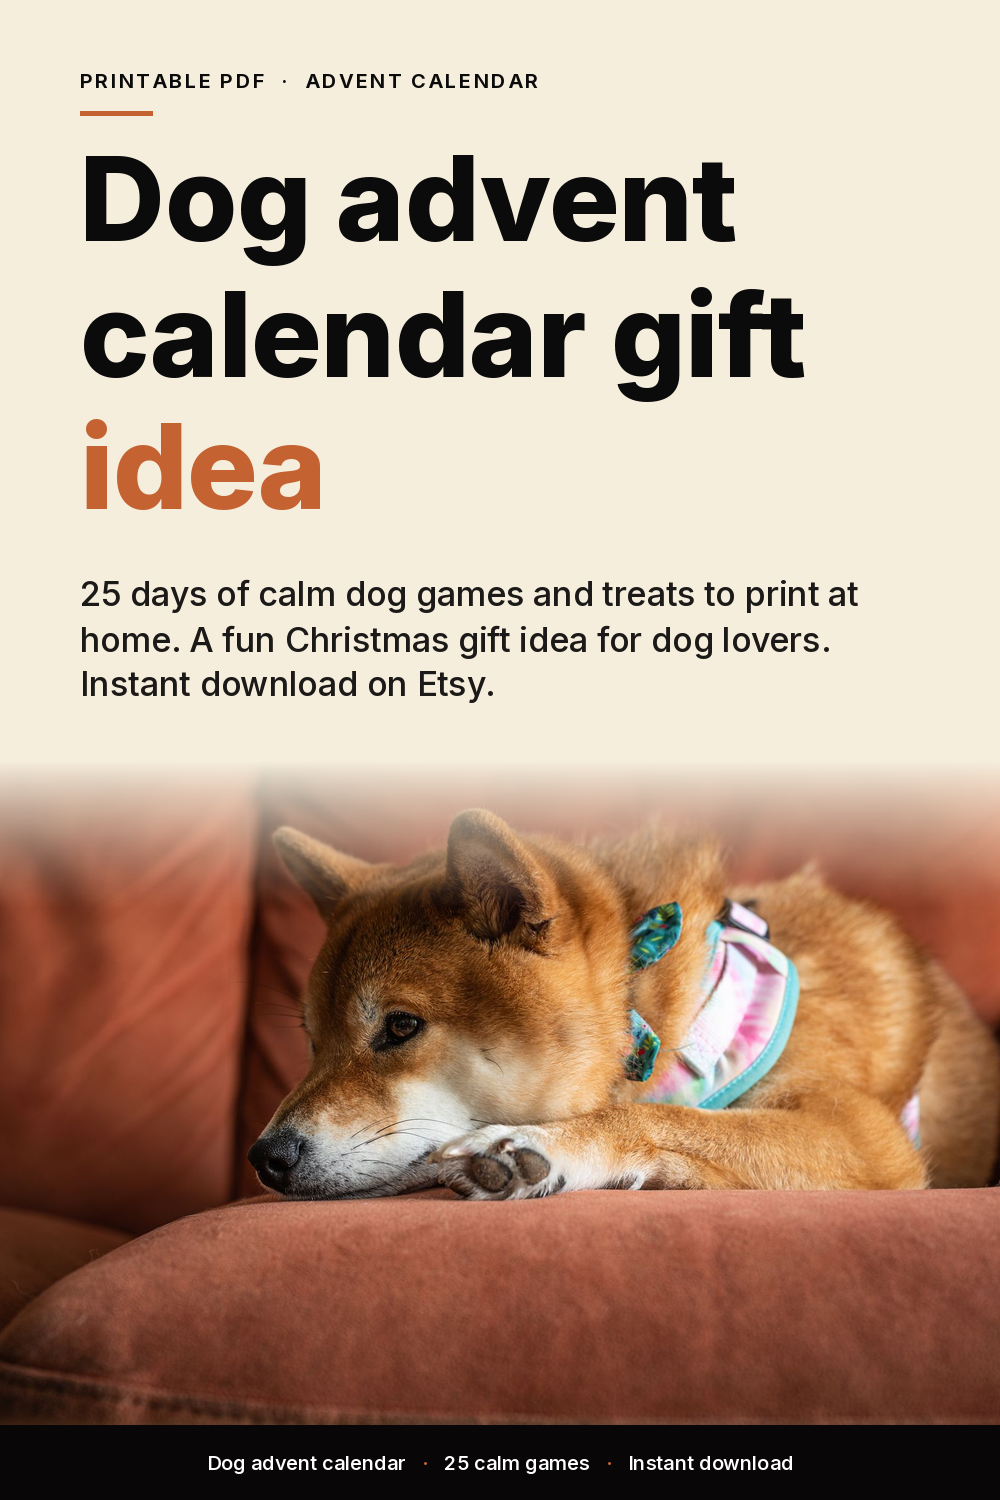 PRINTABLE PDF · ADVENT CALENDAR
Dog advent
calendar gift
idea
25 days of calm dog games and treats to print at
home. A fun Christmas gift idea for dog lovers.
Instant download on Etsy.
Dog advent calendar · 25 calm games · Instant download